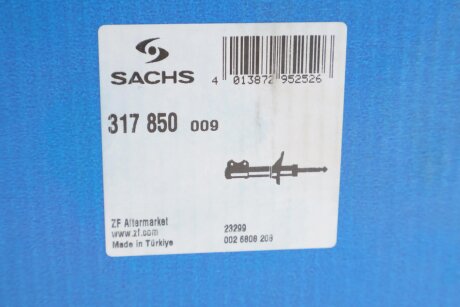 SACHS
4 013872 952526
317 850 009
ZF Aftermarket
www.zf.com
Made in Türkiye
23299
002 6808 209